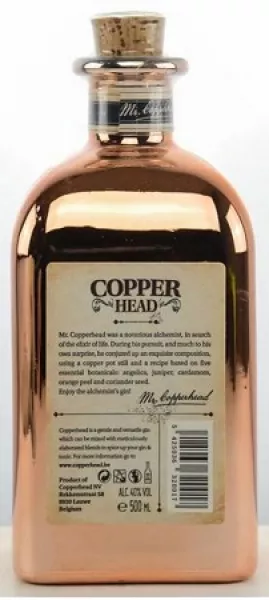 Mr. Copperhead
COPPER
HEAD
Mr. Copperhead was a notorious alchemist, in search
of the elixir of life. During his pursuit, and much to his
own surprise, he conjured up an exquisite composition,
using a copper pot still and a recipe based on five
essential botanicals: angelica, juniper, cardamom,
orange peel and coriander seed.
Enjoy the alchemist's gin!
Mr. Copperhead
Copperhead is a gentle and versatile gin
which can be mixed with meticulously
elaborated blends to spice up your gin &
tonic. For more information go to
www.copperhead.be
Product of
Copperhead NV
Rekkemsstraat 58
8930 Lauwe
Belgium
ALC 40% VOL
e 500 ML